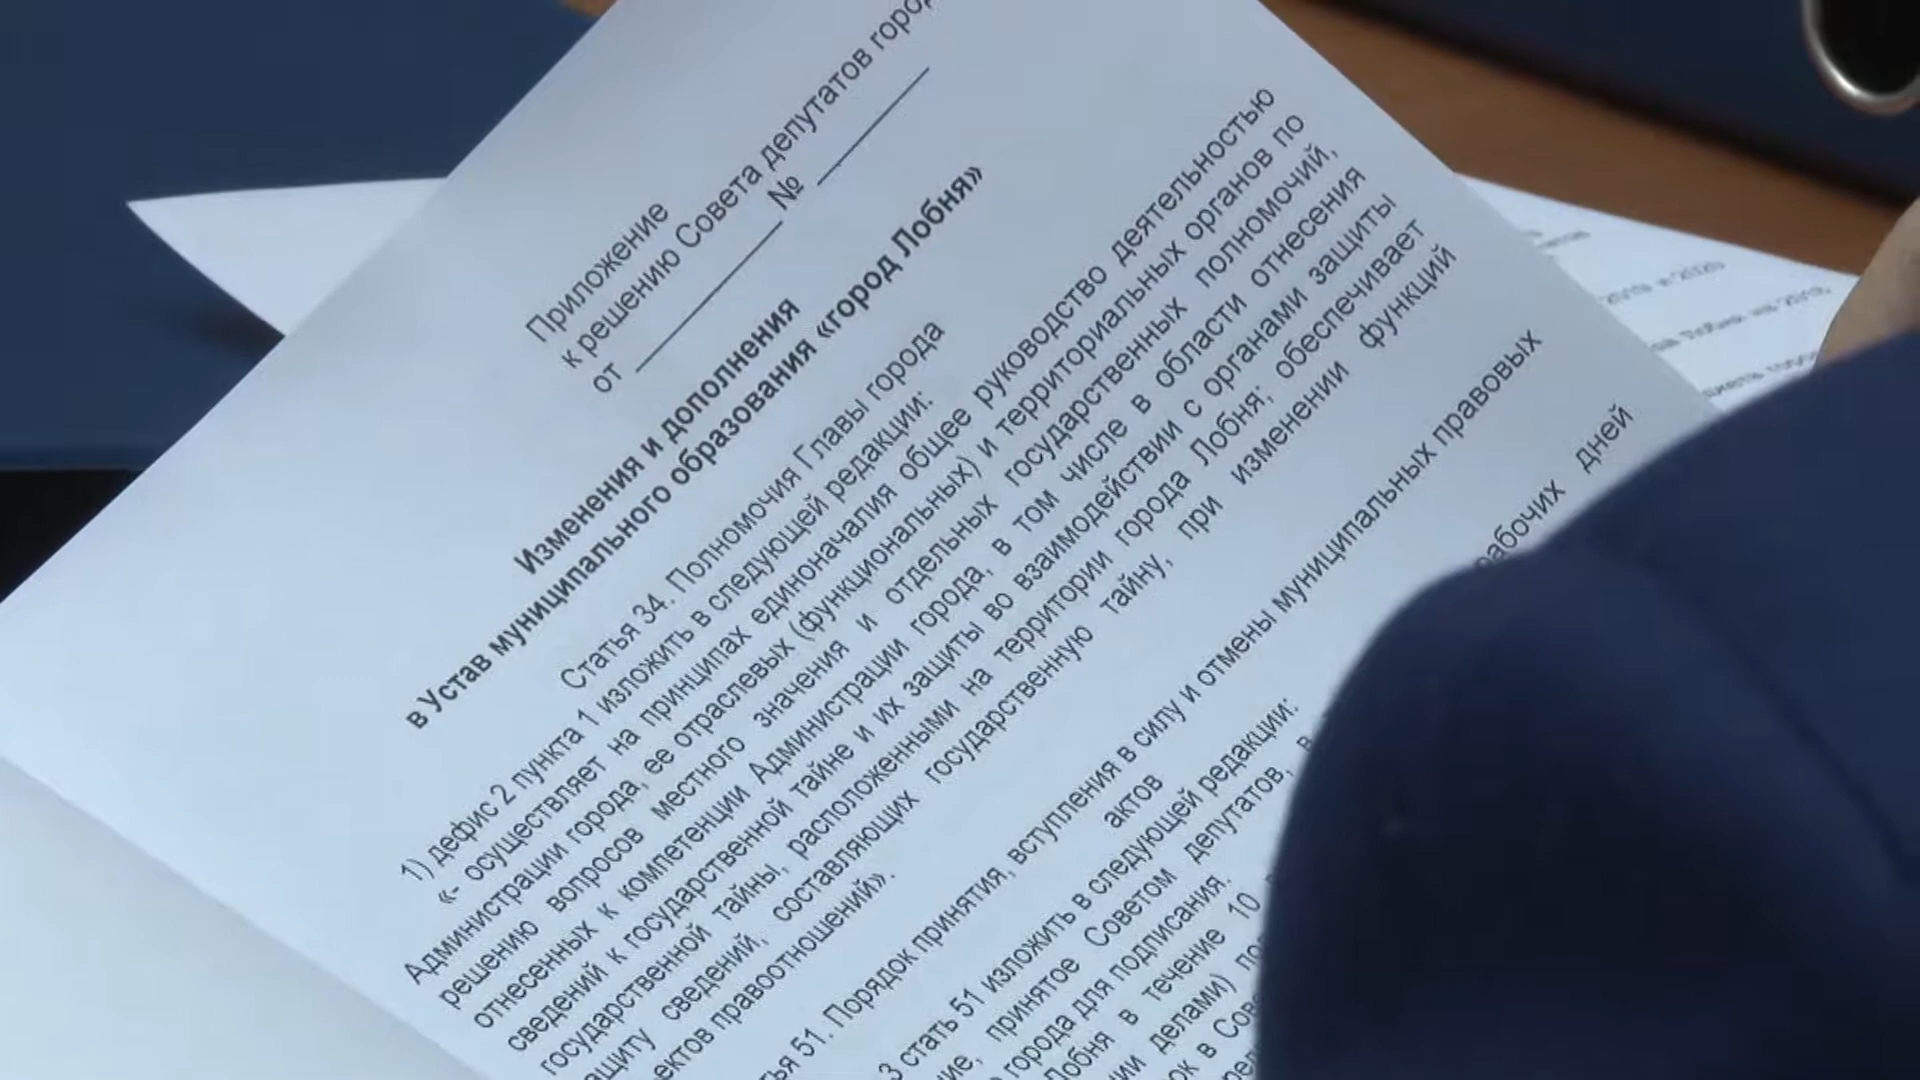 Приложение
к решению Совета депутатов
от № 
Изменения и дополнения
в Устав муниципального образования «город Лобня»
Статья 34. Полномочия Главы города
1) дефис 2 пункта 1 изложить в следующей редакции:
«- осуществляет на принципах единоначалия общее руководство деятельностью
Администрации города, ее отраслевых (функциональных) и территориальных органов по
решению вопросов местного значения и отдельных государственных полномочий,
отнесенных к компетенции Администрации города, в том числе в области отнесения
сведений к государственной тайне и их защиты во взаимодействии с органами защиты
государственной тайны, расположенными на территории города Лобня; обеспечивает
сведений, составляющих государственную тайну, при изменении функций
правоотношений».
51. Порядок принятия, вступления в силу и отмены муниципальных правовых
актов
3 стать 51 изложить в следующей редакции:
принятое Советом депутатов, в
города для подписания.
в течение 10 рабочих дней
делами)
в
2019 и 2020
Лобня на 2018